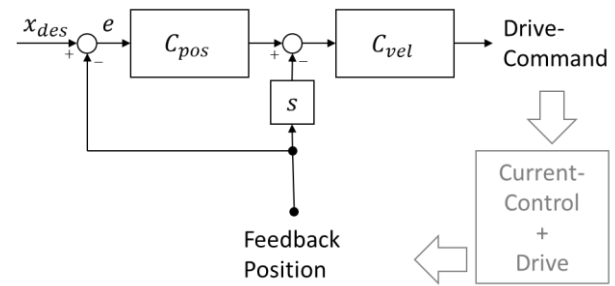 x_des
e
+
−
C_pos
+
−
C_vel
Drive-
Command
s
Current-
Control
+
Drive
Feedback
Position